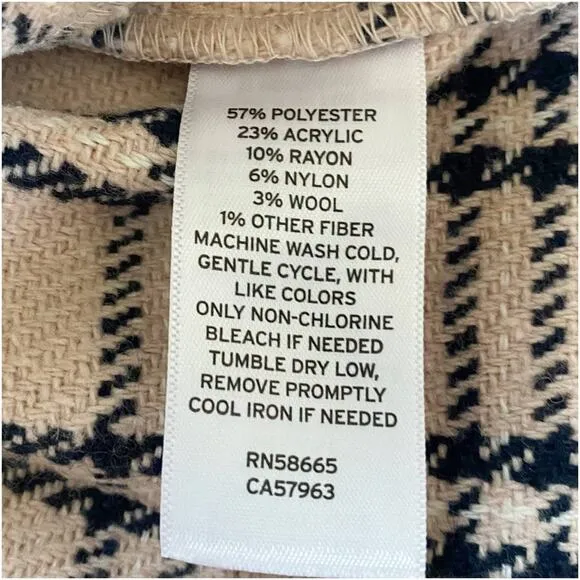 57% POLYESTER
23% ACRYLIC
10% RAYON
6% NYLON
3% WOOL
1% OTHER FIBER
MACHINE WASH COLD,
GENTLE CYCLE, WITH
LIKE COLORS
ONLY NON-CHLORINE
BLEACH IF NEEDED
TUMBLE DRY LOW,
REMOVE PROMPTLY
COOL IRON IF NEEDED
RN58665
CA57963